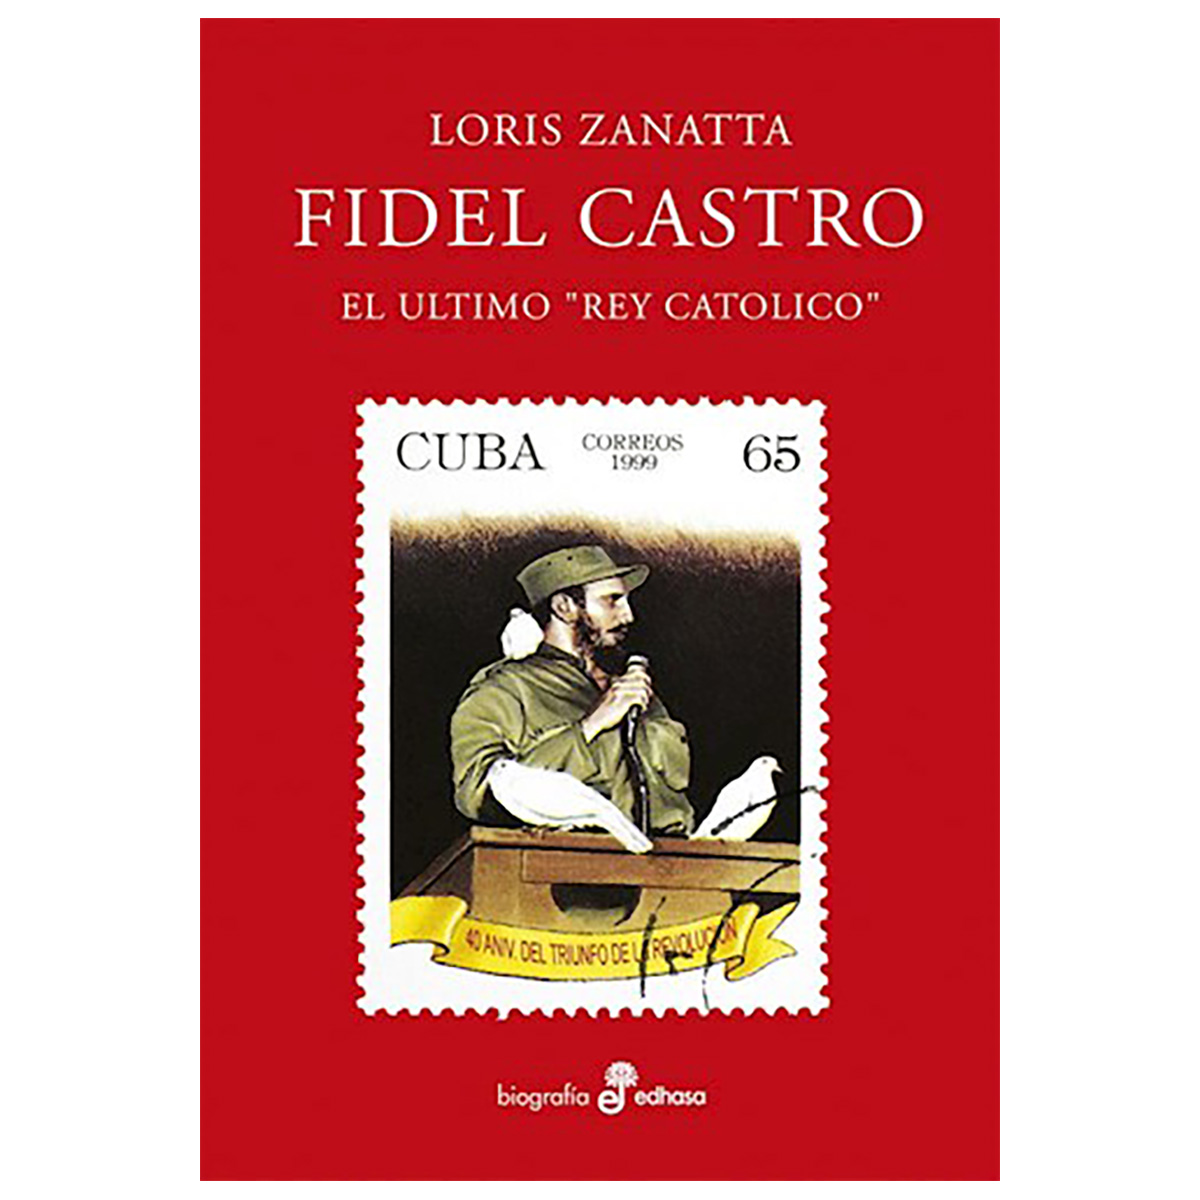 LORIS ZANATTA
FIDEL CASTRO
EL ULTIMO "REY CATOLICO"
CUBA
CORREOS
1999
65
40 ANIV. DEL TRIUNFO DE LA REVOLUCION
biografía edhasa